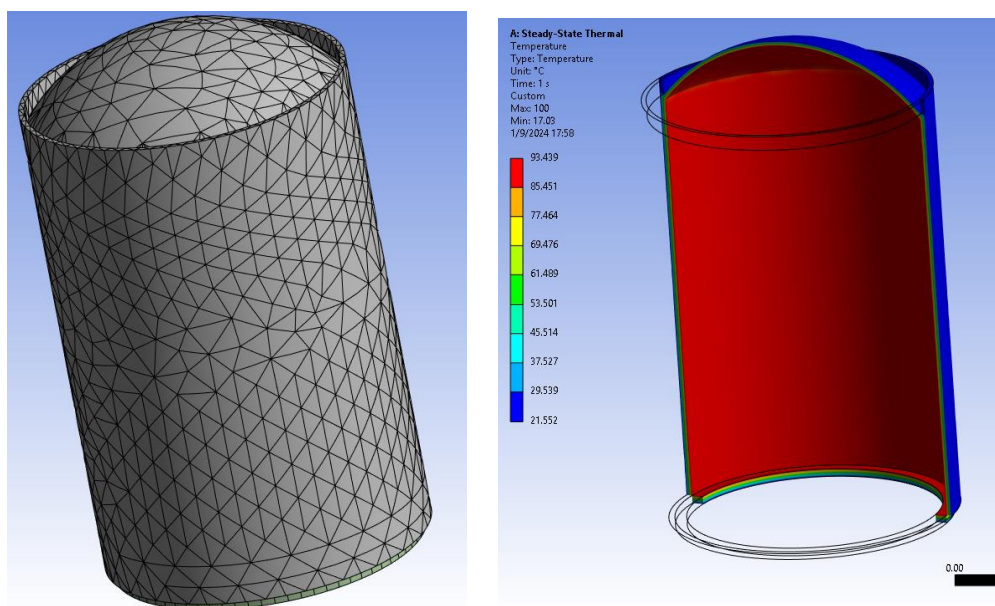 A: Steady-State Thermal
Temperature
Type: Temperature
Unit: °C
Time: 1 s
Custom
Max: 100
Min: 17.03
1/9/2024 17:58
93.439
85.451
77.464
69.476
61.489
53.501
45.514
37.527
29.539
21.552
0.00